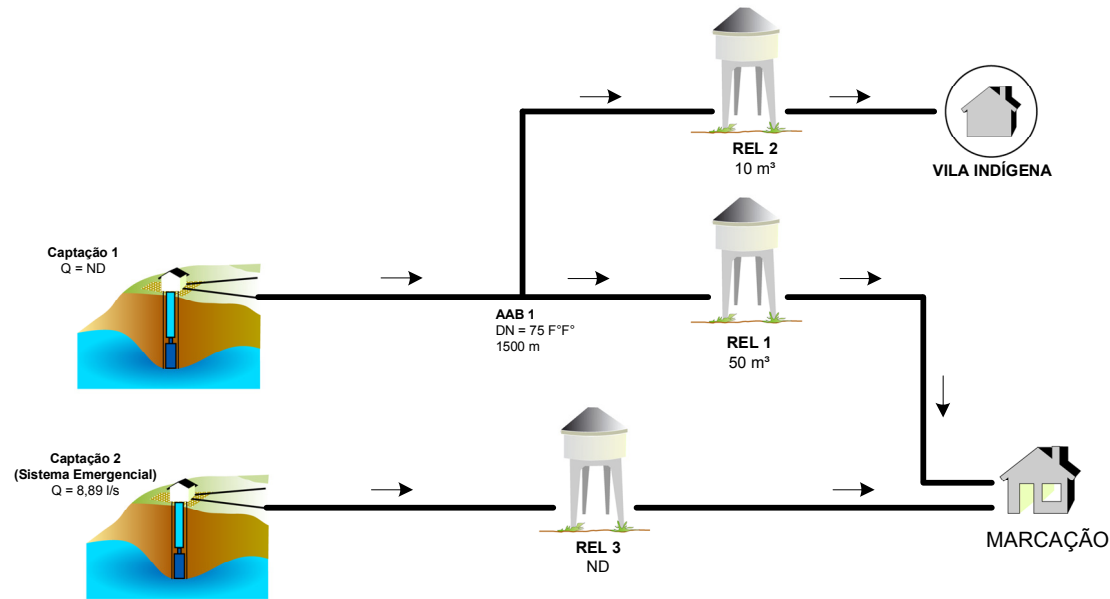 REL 2
10 m³
VILA INDÍGENA
Captação 1
Q = ND
AAB 1
DN = 75 F°F°
1500 m
REL 1
50 m³
Captação 2
(Sistema Emergencial)
Q = 8,89 l/s
REL 3
ND
MARCAÇÃO